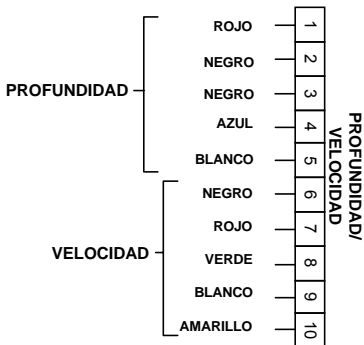 ROJO 1
NEGRO 2
NEGRO 3
PROFUNDIDAD
AZUL 4
BLANCO 5
NEGRO 6
ROJO 7
VELOCIDAD
VERDE 8
BLANCO 9
AMARILLO 10
PROFUNDIDAD/
VELOCIDAD